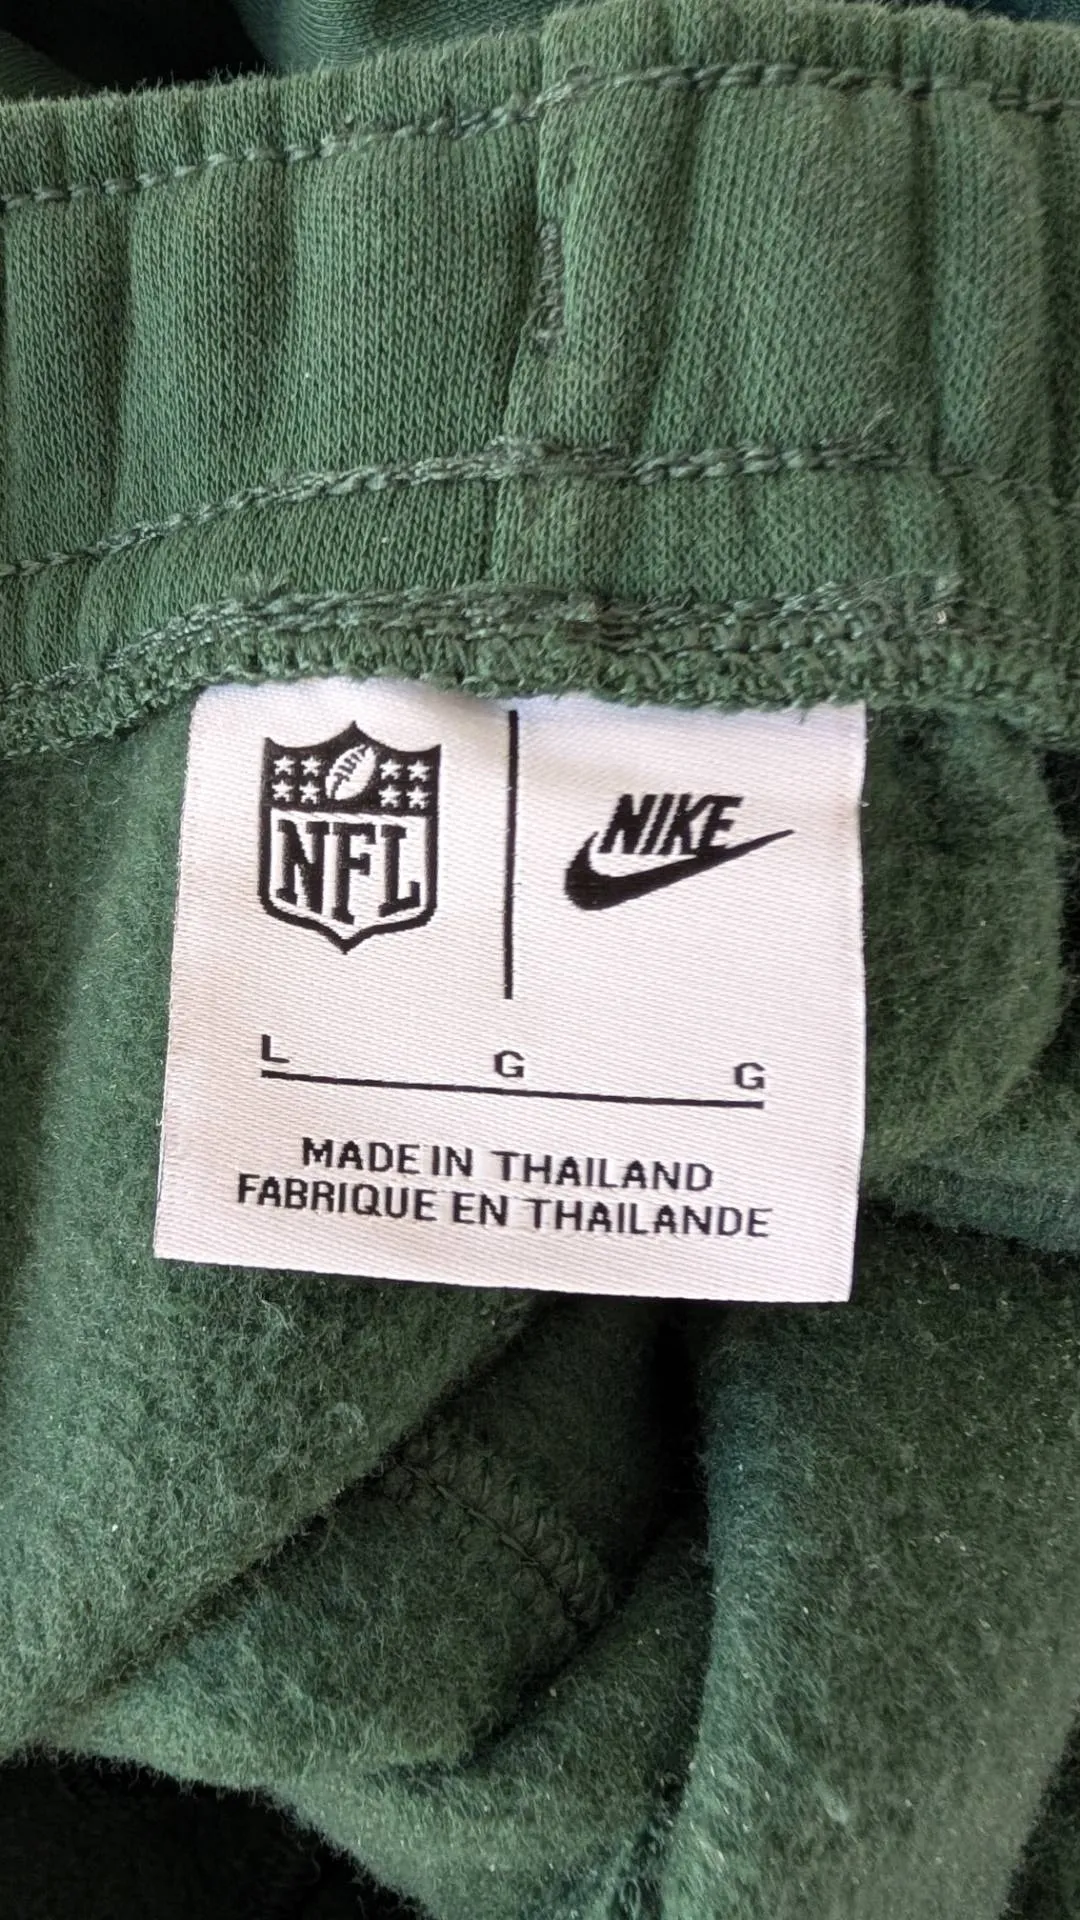 NFL
NIKE
L G G
MADE IN THAILAND
FABRIQUE EN THAILANDE